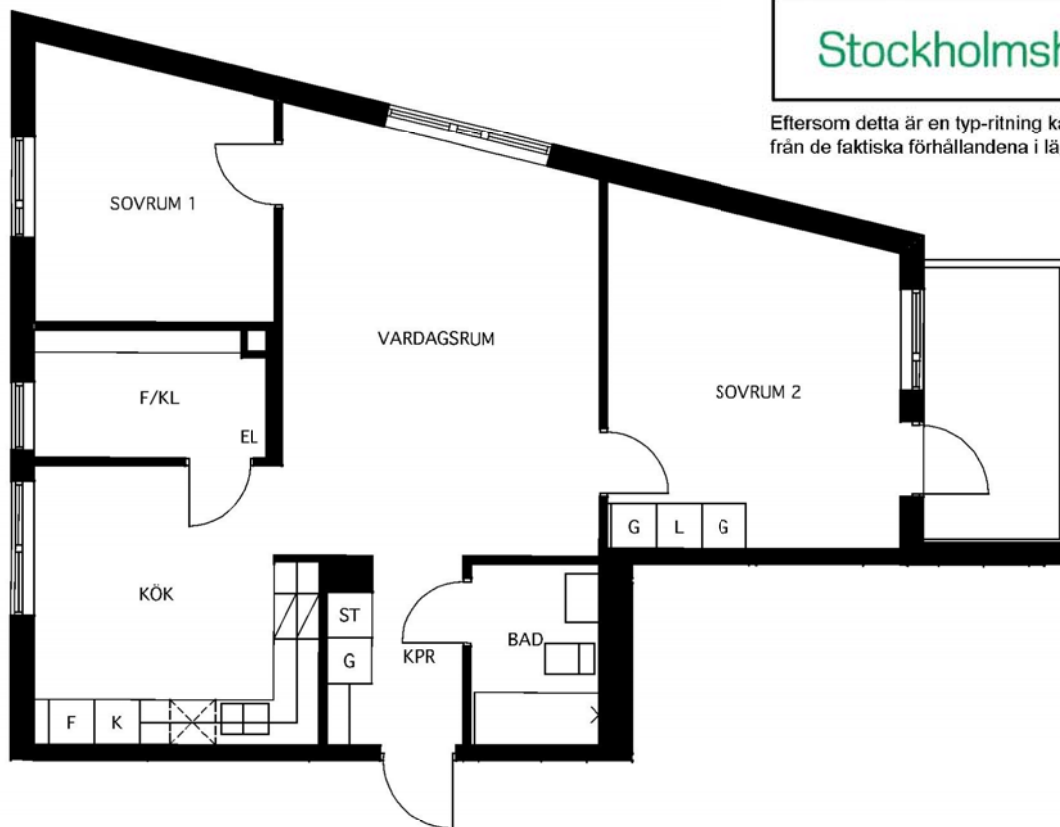 Stockholmsh
Eftersom detta är en typ-ritning ka
från de faktiska förhållandena i lä
SOVRUM 1
VARDAGSRUM
SOVRUM 2
F/KL
EL
G L G
KÖK
ST
G
KPR
BAD
F K